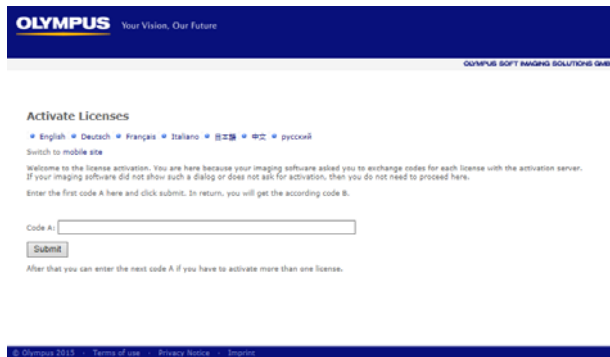 OLYMPUS Your Vision, Our Future
OLYMPUS SOFT IMAGING SOLUTIONS GMB
Activate Licenses
English Deutsch Français Italiano 日本語 中文 русский
Switch to mobile site
Welcome to the license activation. You are here because your imaging software asked you to exchange codes for each license with the activation server.
If your imaging software did not show such a dialog or does not ask for activation, then you do not need to proceed here.
Enter the first code A here and click submit. In return, you will get the according code B.
Code A:
Submit
After that you can enter the next code A if you have to activate more than one license.
© Olympus 2015 · Terms of use · Privacy Notice · Imprint